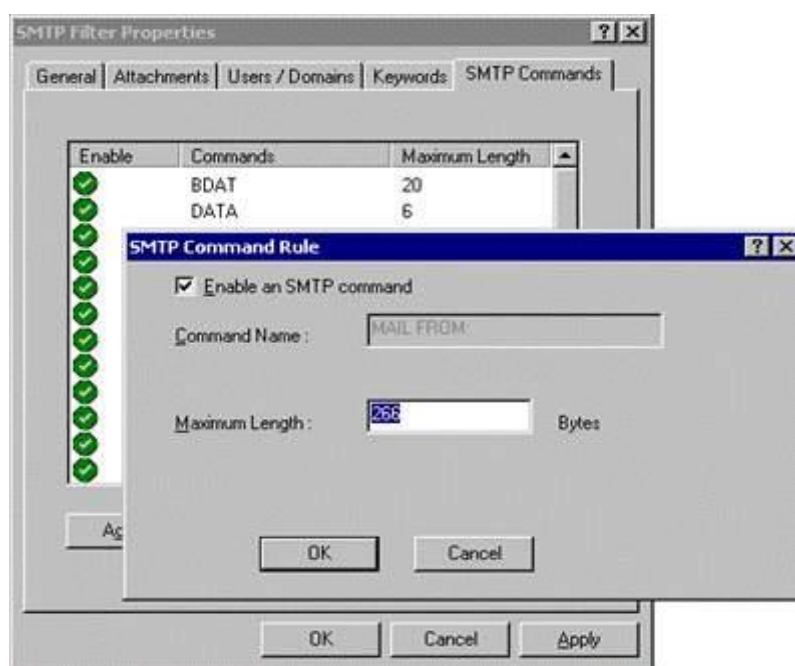 SMTP Filter Properties
General Attachments Users / Domains Keywords SMTP Commands
Enable Commands Maximum Length
BDAT 20
DATA 6
SMTP Command Rule
Enable an SMTP command
Command Name : MAIL FROM:
Maximum Length : 266 Bytes
OK Cancel
OK Cancel Apply